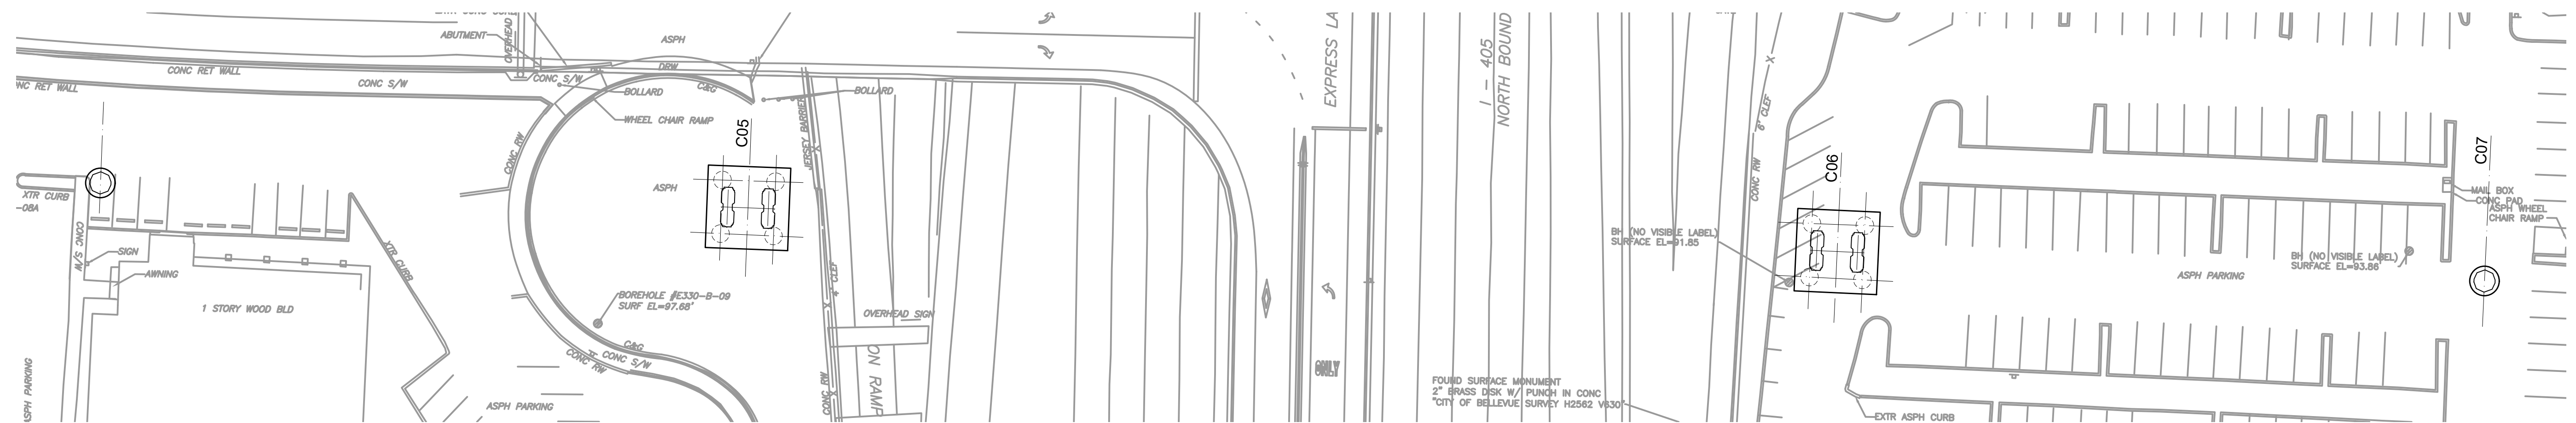 ABUTMENT
OVERHEAD
ASPH
CONC RET WALL
CONC S/W
CONC S/W
DRW
C&G
BOLLARD
BOLLARD
WHEEL CHAIR RAMP
CONC RW
C05
JERSEY BARRIER
X
ASPH
XTR CURB
-08A
CONC
S/W
SIGN
AWNING
1 STORY WOOD BLD
XTR CURB
ASPH PARKING
ASPH PARKING
BOREHOLE #E330-B-09
SURF EL=97.68'
C&G
CONC S/W
CONC RW
4' CLEF
X
OVERHEAD SIGN
CONC RW
X
ON RAMP
EXPRESS LA
ONLY
I - 405
NORTH BOUND
FOUND SURFACE MONUMENT
2" BRASS DISK W/ PUNCH IN CONC
"CITY OF BELLEVUE SURVEY H2562 V630"
X
6' CLEF
CONC RW
BH (NO VISIBLE LABEL)
SURFACE EL=91.85
C06
ASPH PARKING
BH (NO VISIBLE LABEL)
SURFACE EL=93.86
EXTR ASPH CURB
C07
MAIL BOX
CONC PAD
ASPH WHEEL
CHAIR RAMP